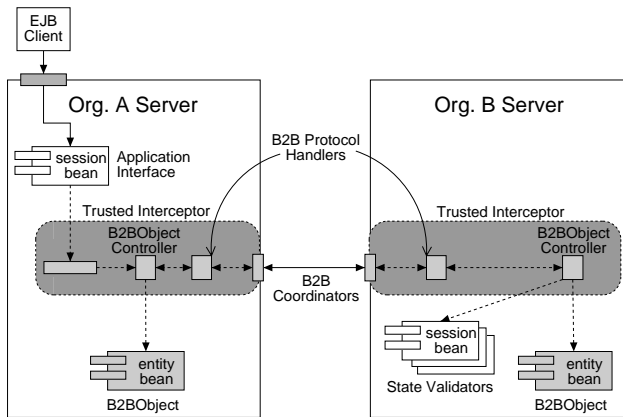 EJB
Client
Org. A Server
Org. B Server
session
bean
Application
Interface
B2B Protocol
Handlers
Trusted Interceptor
B2BObject
Controller
Trusted Interceptor
B2BObject
Controller
B2B
Coordinators
session
bean
State Validators
entity
bean
B2BObject
entity
bean
B2BObject